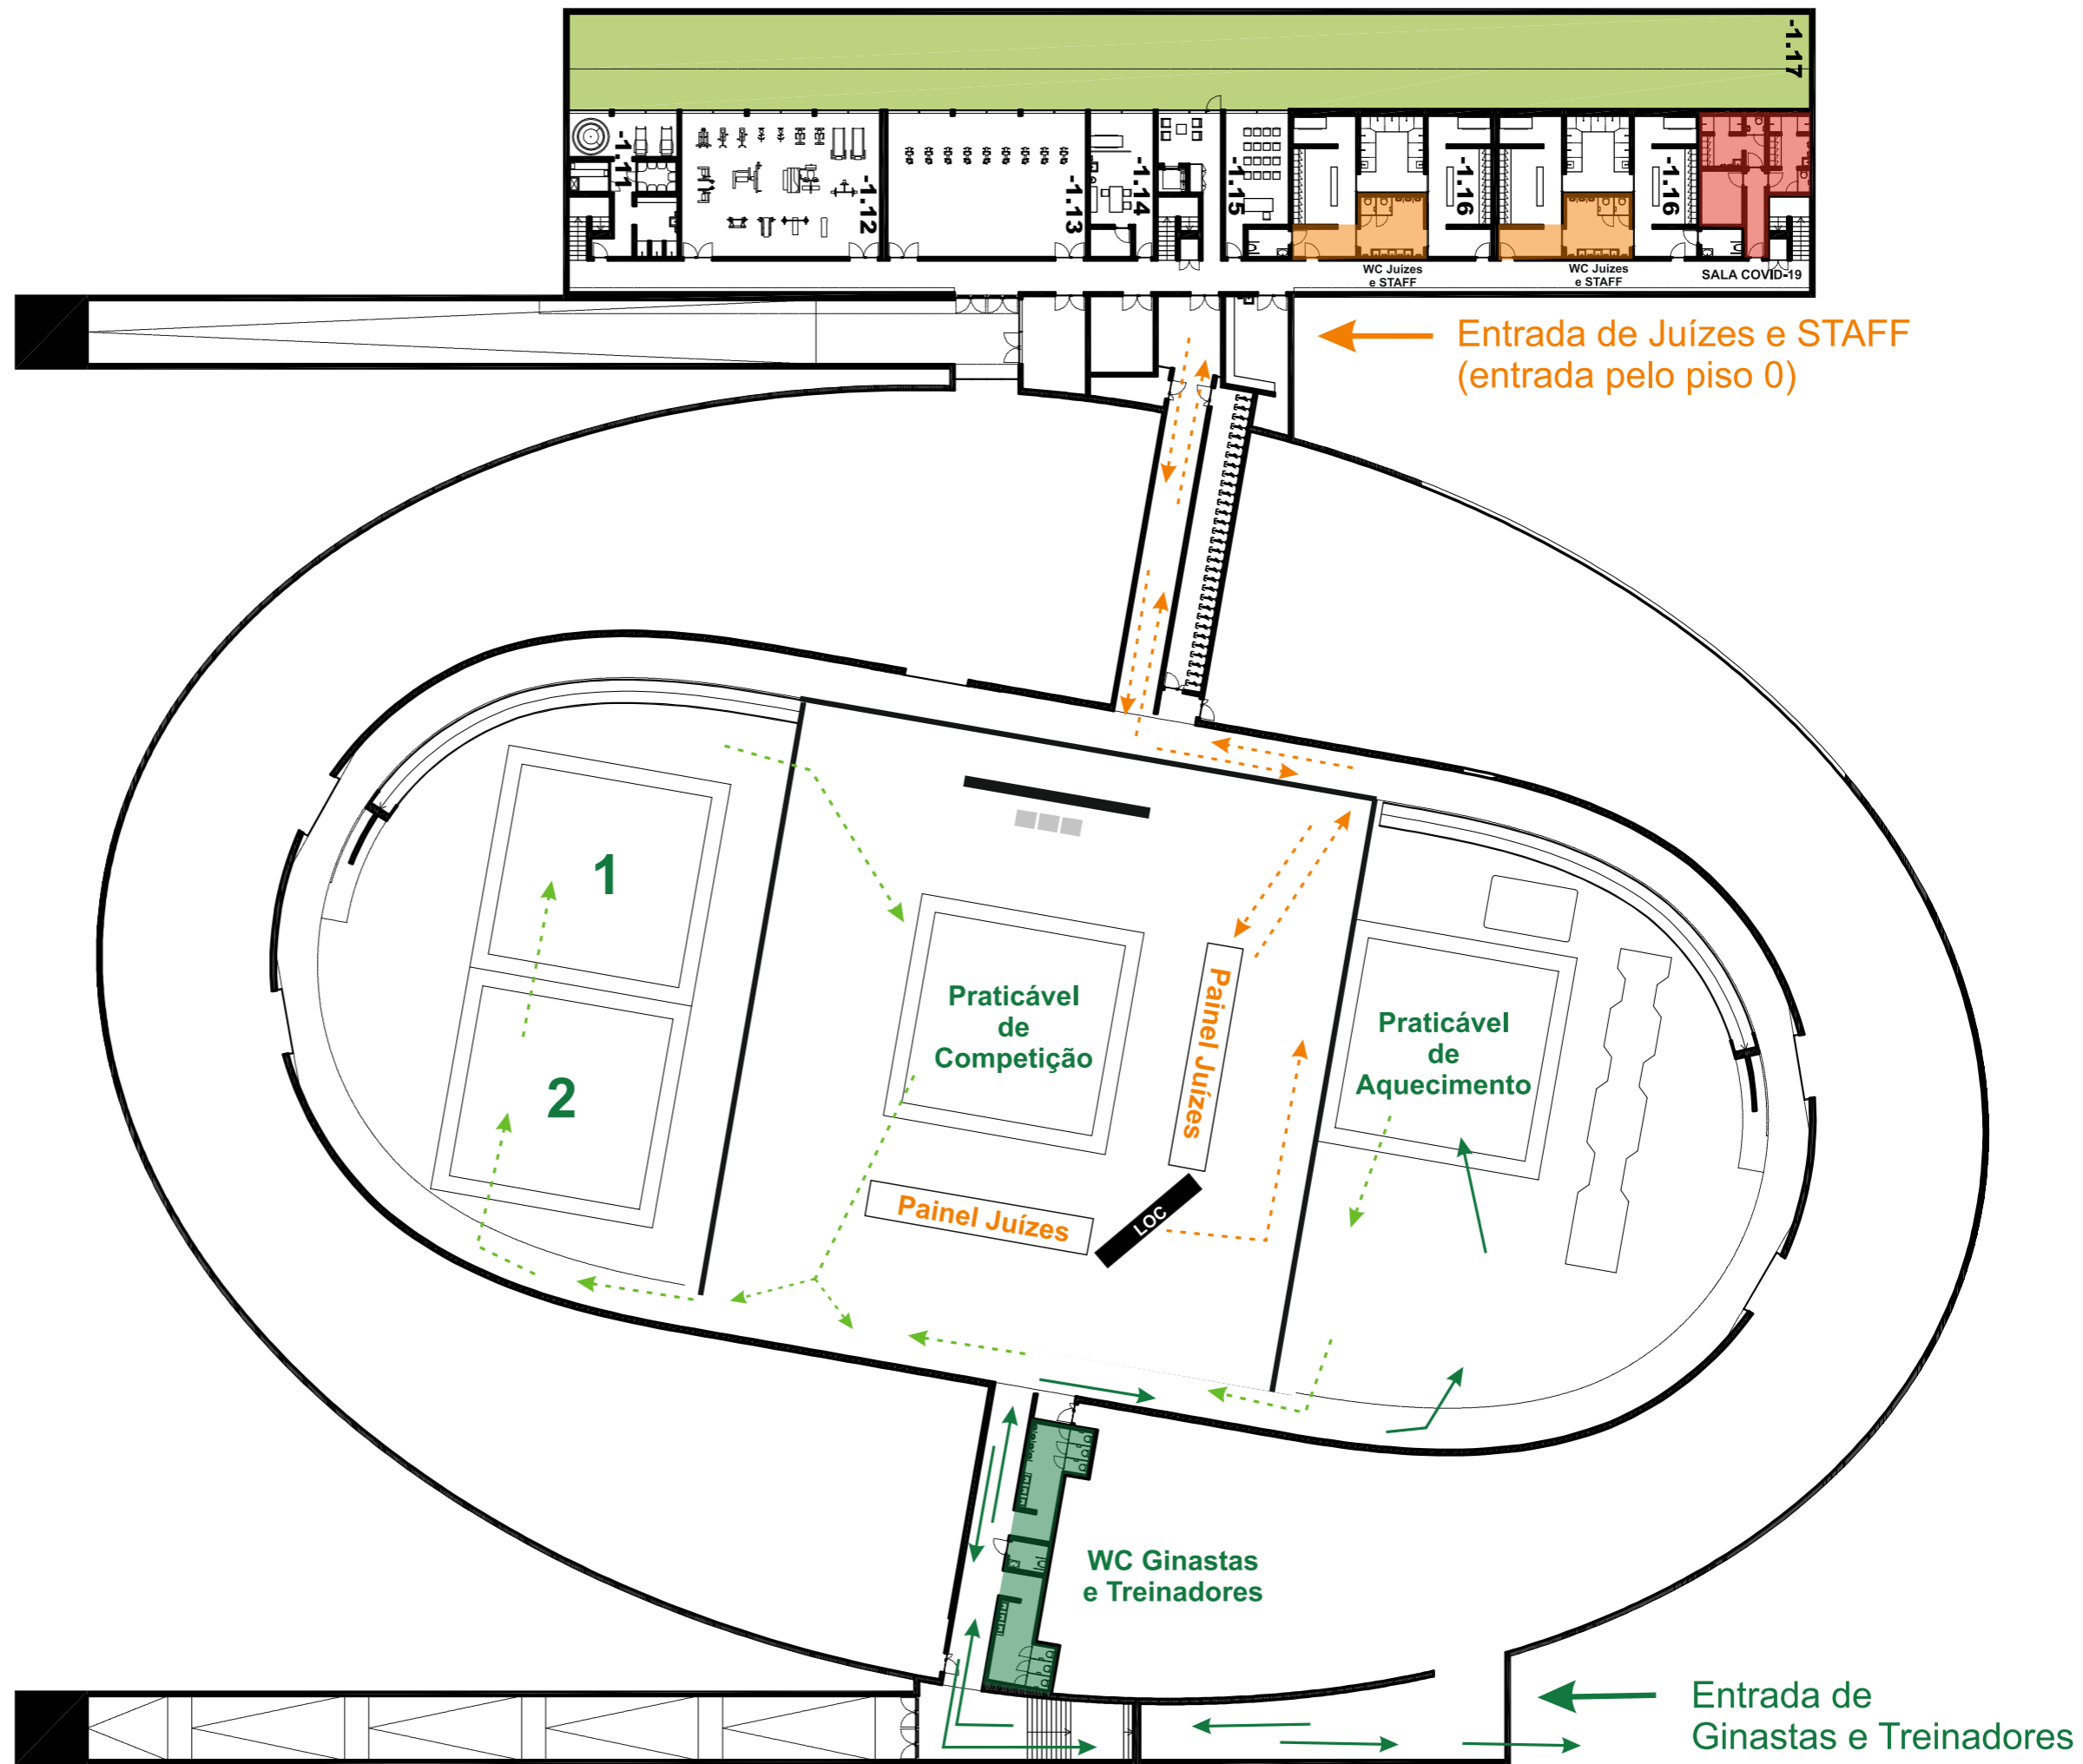 -1.17
-1.11
-1.12
-1.13
-1.14
-1.15
-1.16
-1.16
WC Juízes
e STAFF
WC Juízes
e STAFF
SALA COVID-19
Entrada de Juízes e STAFF
(entrada pelo piso 0)
1
2
Praticável
de
Competição
Painel Juízes
Praticável
de
Aquecimento
Painel Juízes
LOC
WC Ginastas
e Treinadores
Entrada de
Ginastas e Treinadores